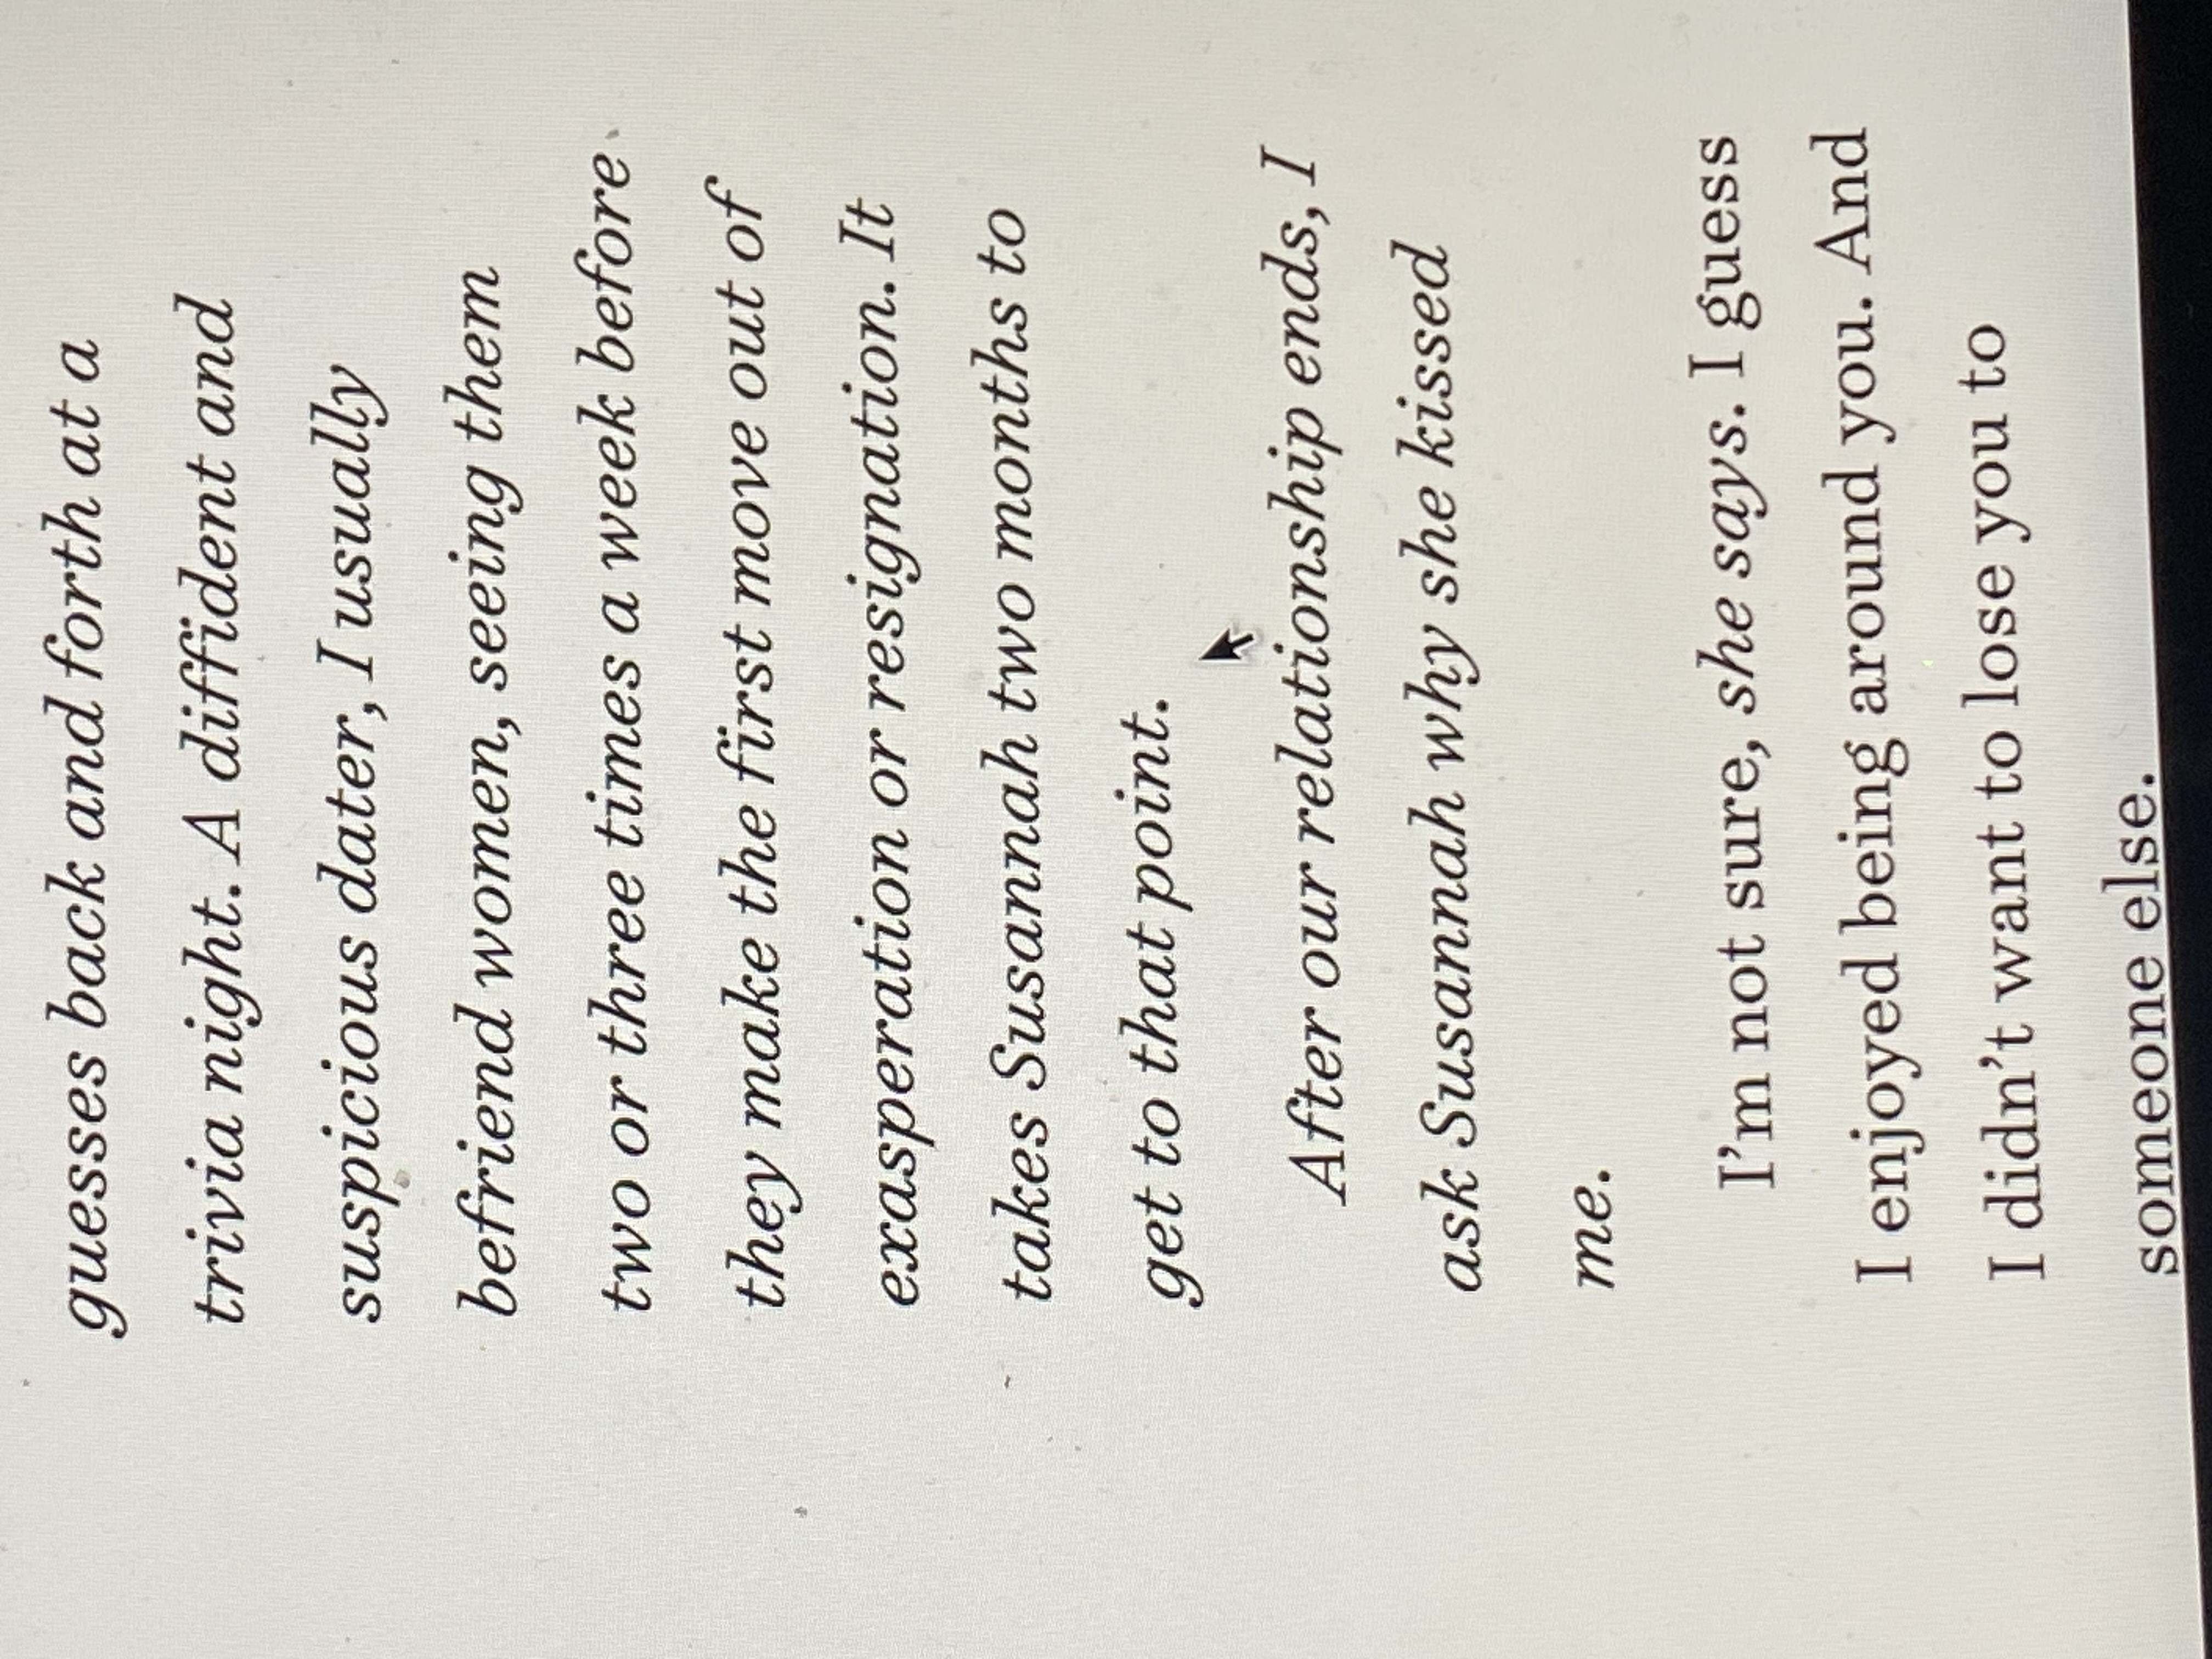 guesses back and forth at a
trivia night. A diffident and
suspicious dater, I usually
befriend women, seeing them
two or three times a week before
they make the first move out of
exasperation or resignation. It
takes Susannah two months to
get to that point.
After our relationship ends, I
ask Susannah why she kissed
me.
I’m not sure, she says. I guess
I enjoyed being around you. And
I didn’t want to lose you to
someone else.